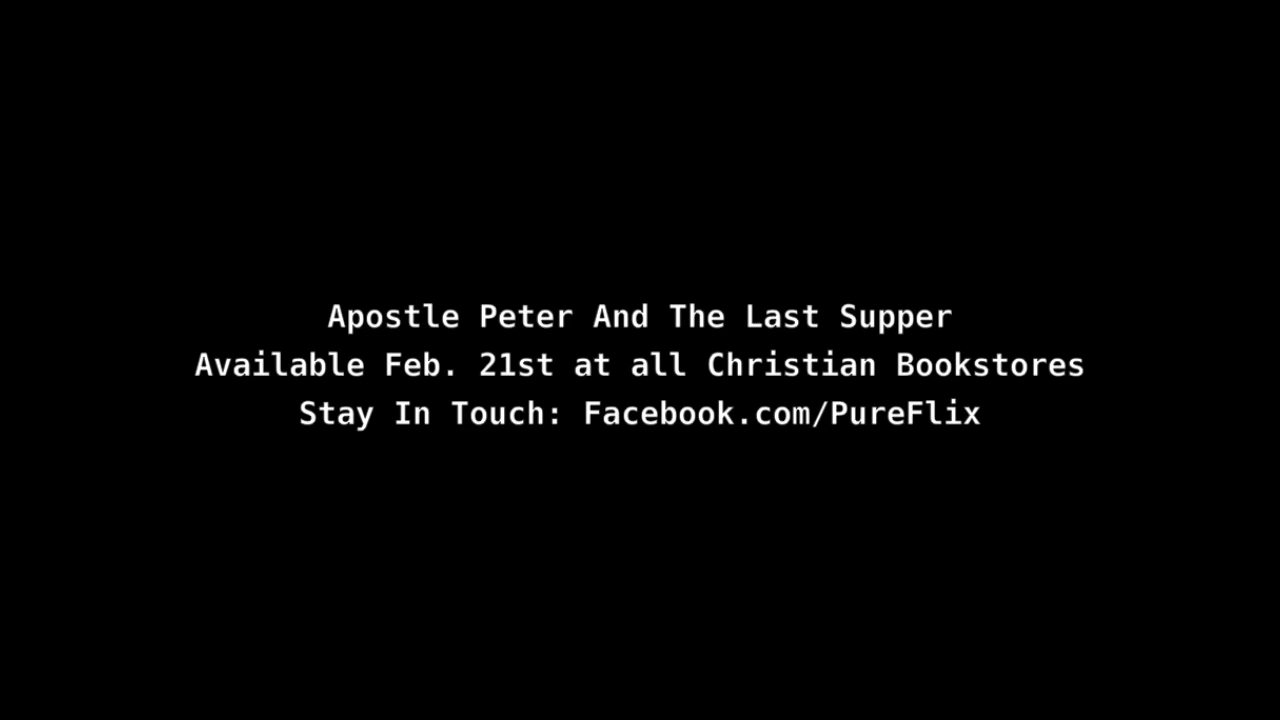 Apostle Peter And The Last Supper
Available Feb. 21st at all Christian Bookstores
Stay In Touch: Facebook.com/PureFlix